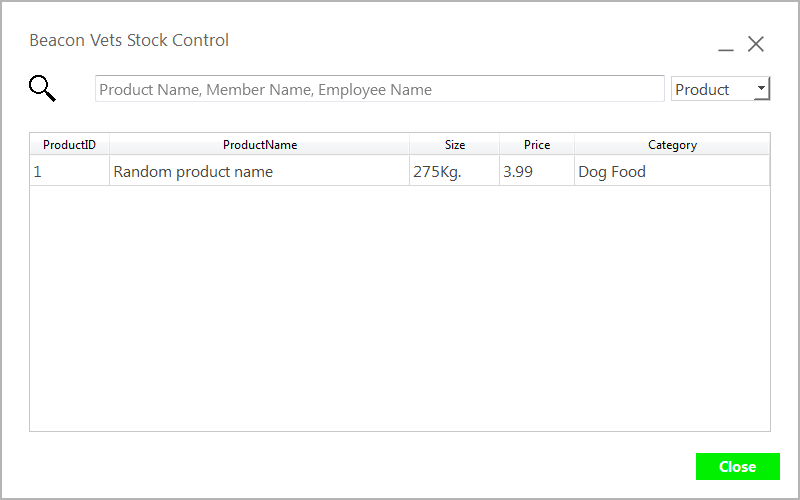 Beacon Vets Stock Control
Product Name, Member Name, Employee Name Product
ProductID ProductName Size Price Category
1 Random product name 275Kg. 3.99 Dog Food
Close